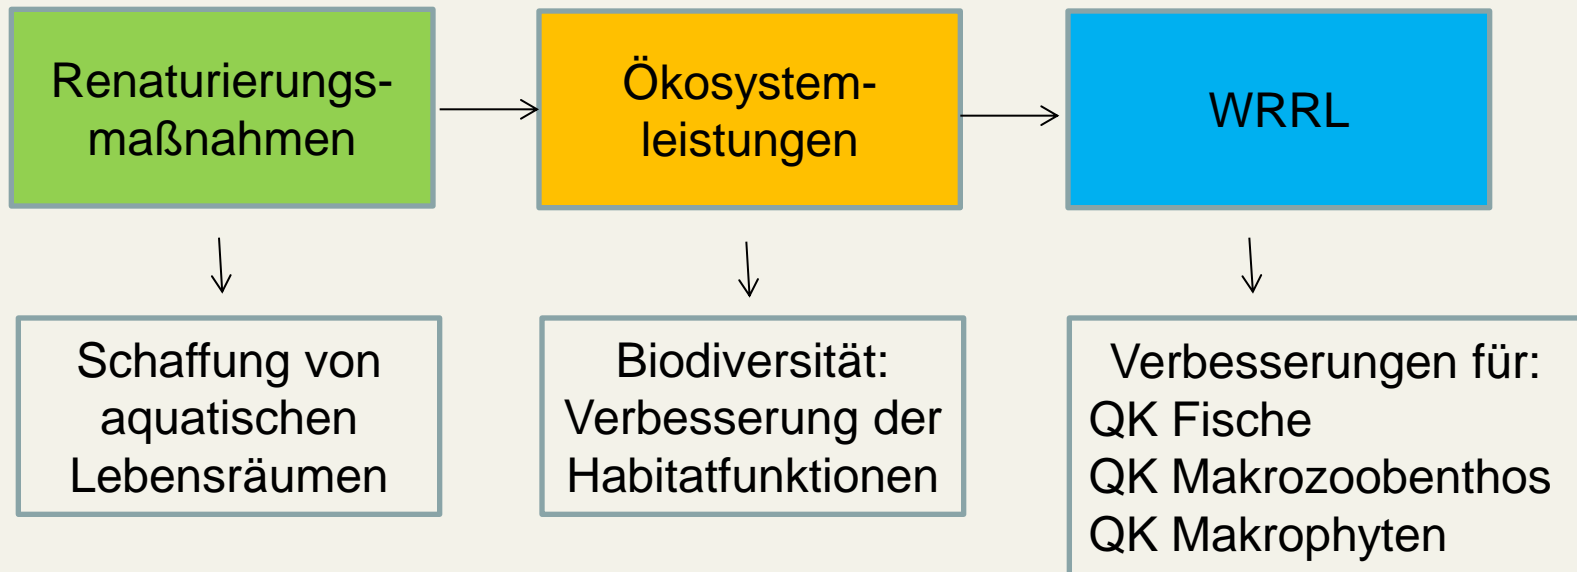 Renaturierungs-
maßnahmen
Ökosystem-
leistungen
WRRL
Schaffung von
aquatischen
Lebensräumen
Biodiversität:
Verbesserung der
Habitatfunktionen
Verbesserungen für:
QK Fische
QK Makrozoobenthos
QK Makrophyten